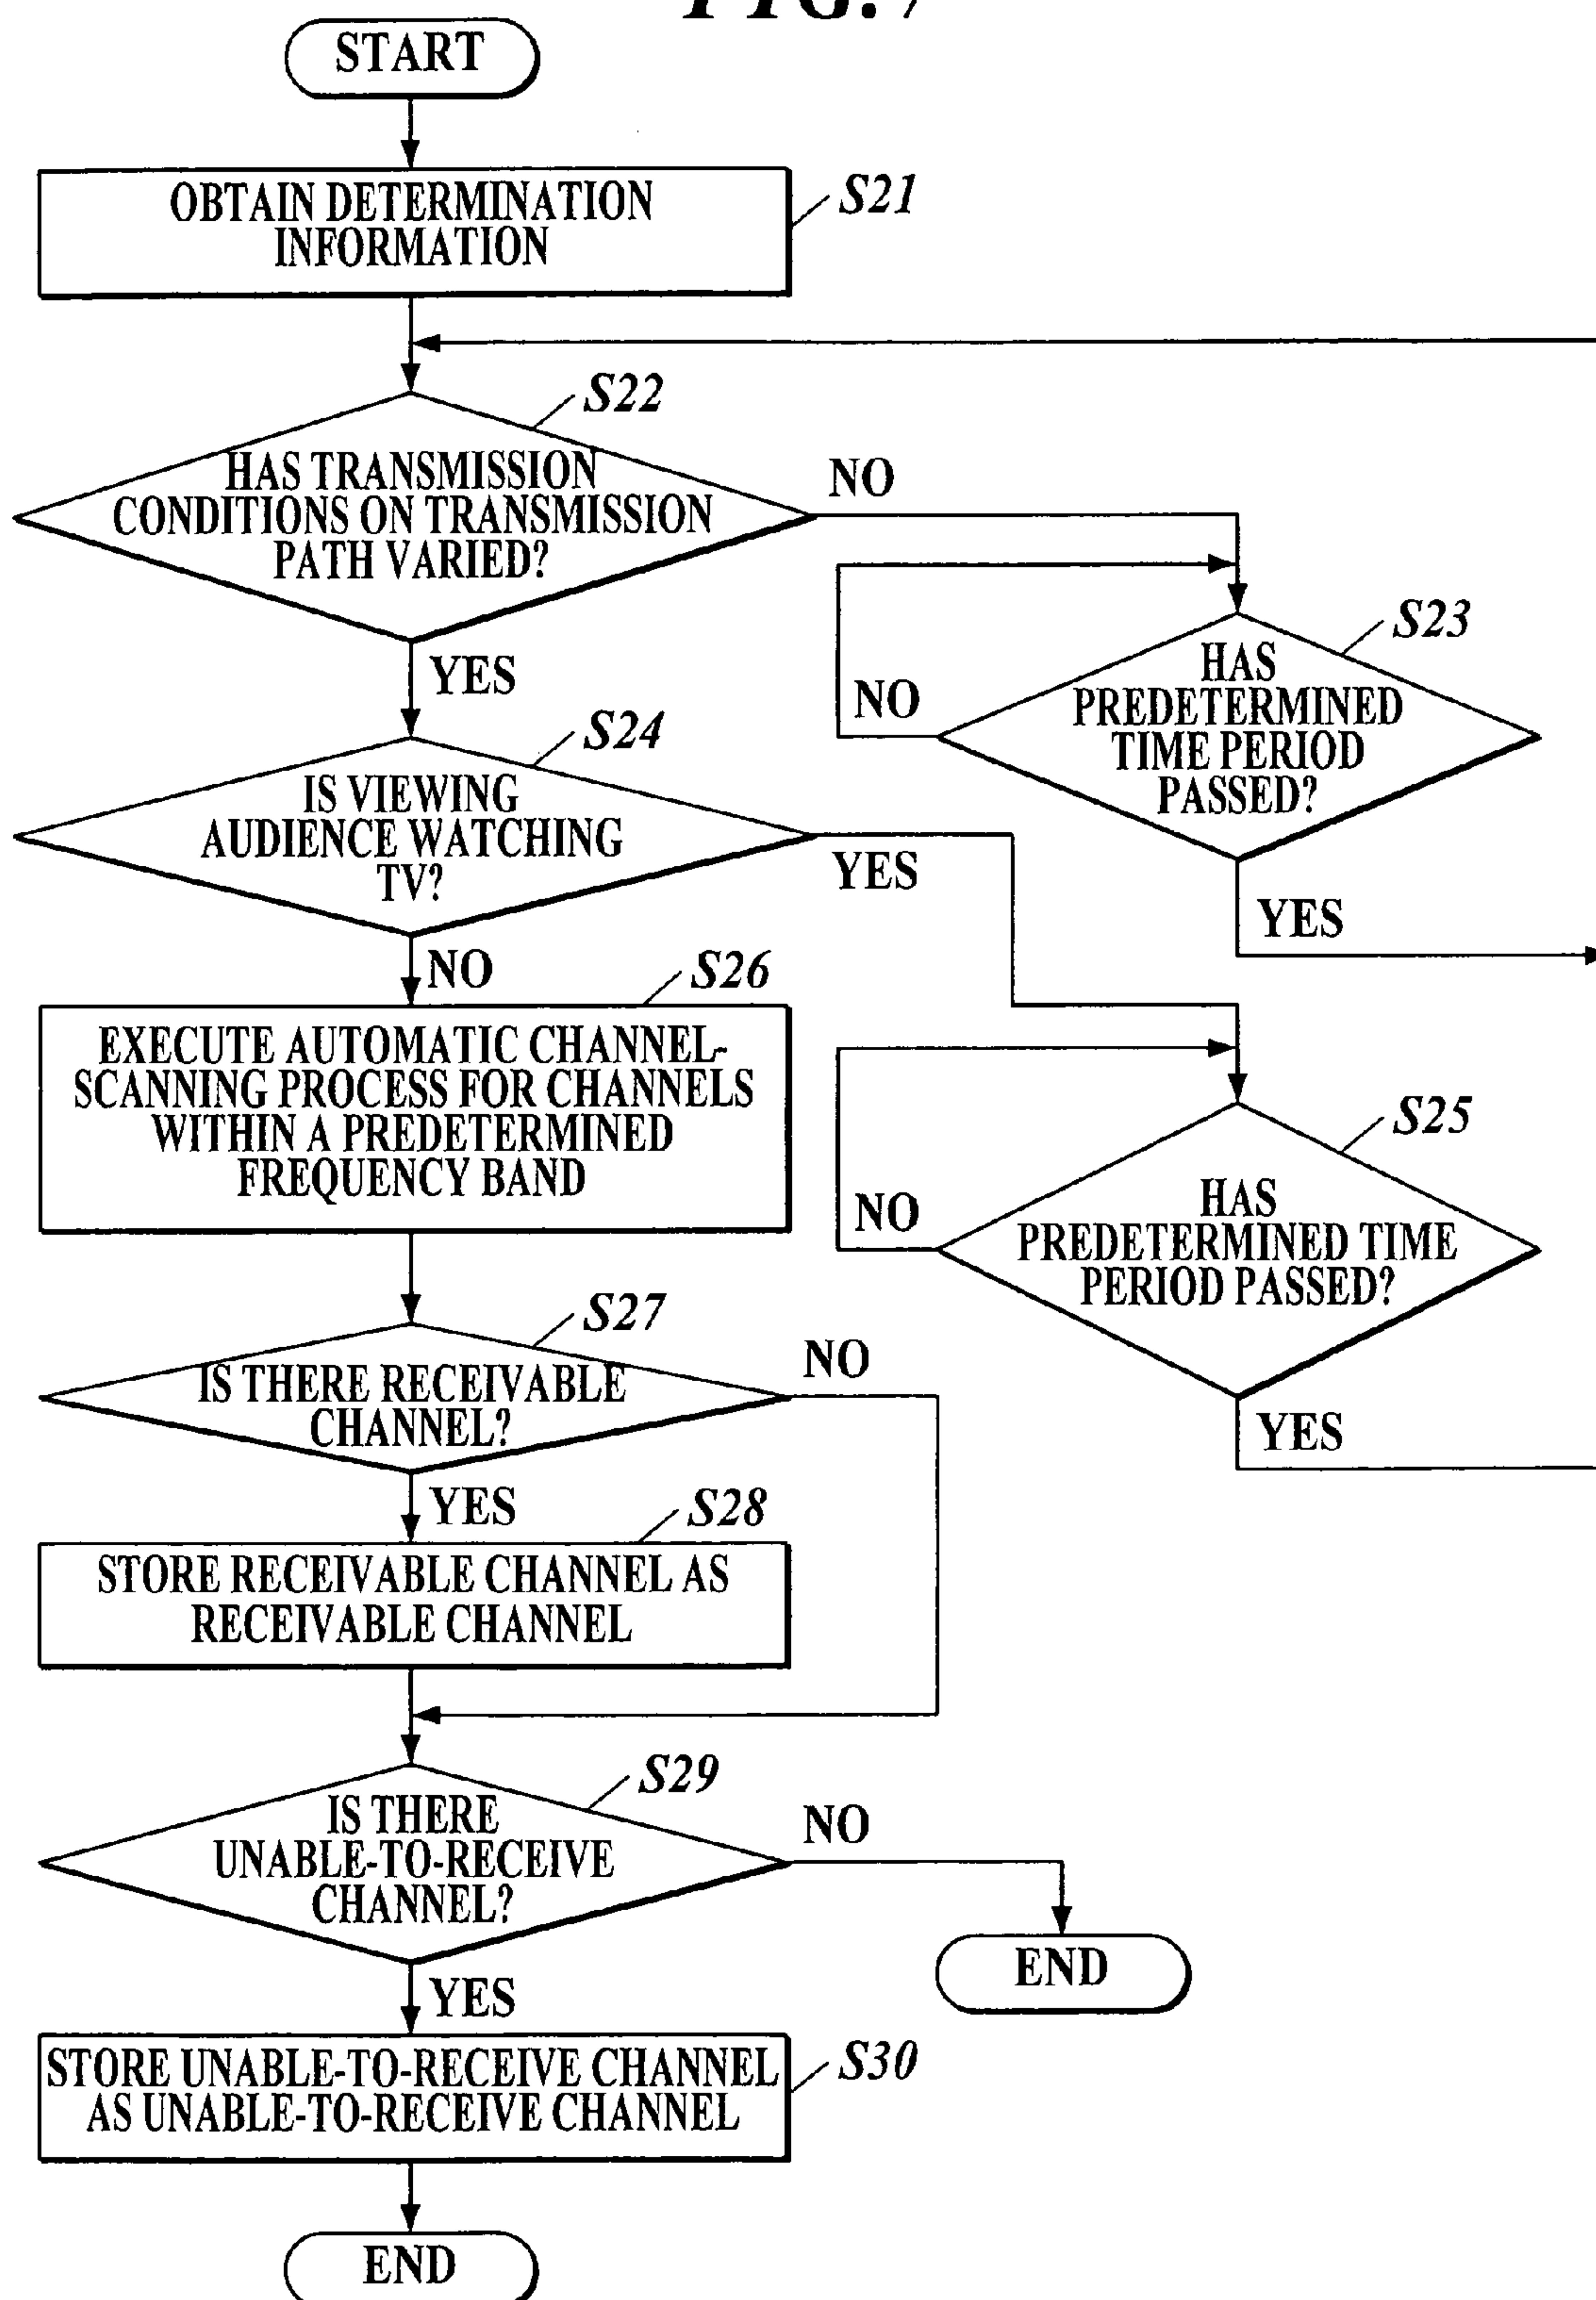 FIG. 7
START
OBTAIN DETERMINATION
INFORMATION
S21
S22
HAS TRANSMISSION
CONDITIONS ON TRANSMISSION
PATH VARIED?
NO
YES
S23
HAS
PREDETERMINED
TIME PERIOD
PASSED?
NO
YES
S24
IS VIEWING
AUDIENCE WATCHING
TV?
YES
NO
S25
HAS
PREDETERMINED TIME
PERIOD PASSED?
NO
YES
S26
EXECUTE AUTOMATIC CHANNEL-
SCANNING PROCESS FOR CHANNELS
WITHIN A PREDETERMINED
FREQUENCY BAND
S27
IS THERE RECEIVABLE
CHANNEL?
NO
YES
S28
STORE RECEIVABLE CHANNEL AS
RECEIVABLE CHANNEL
S29
IS THERE
UNABLE-TO-RECEIVE
CHANNEL?
NO
END
YES
STORE UNABLE-TO-RECEIVE CHANNEL
AS UNABLE-TO-RECEIVE CHANNEL
S30
END